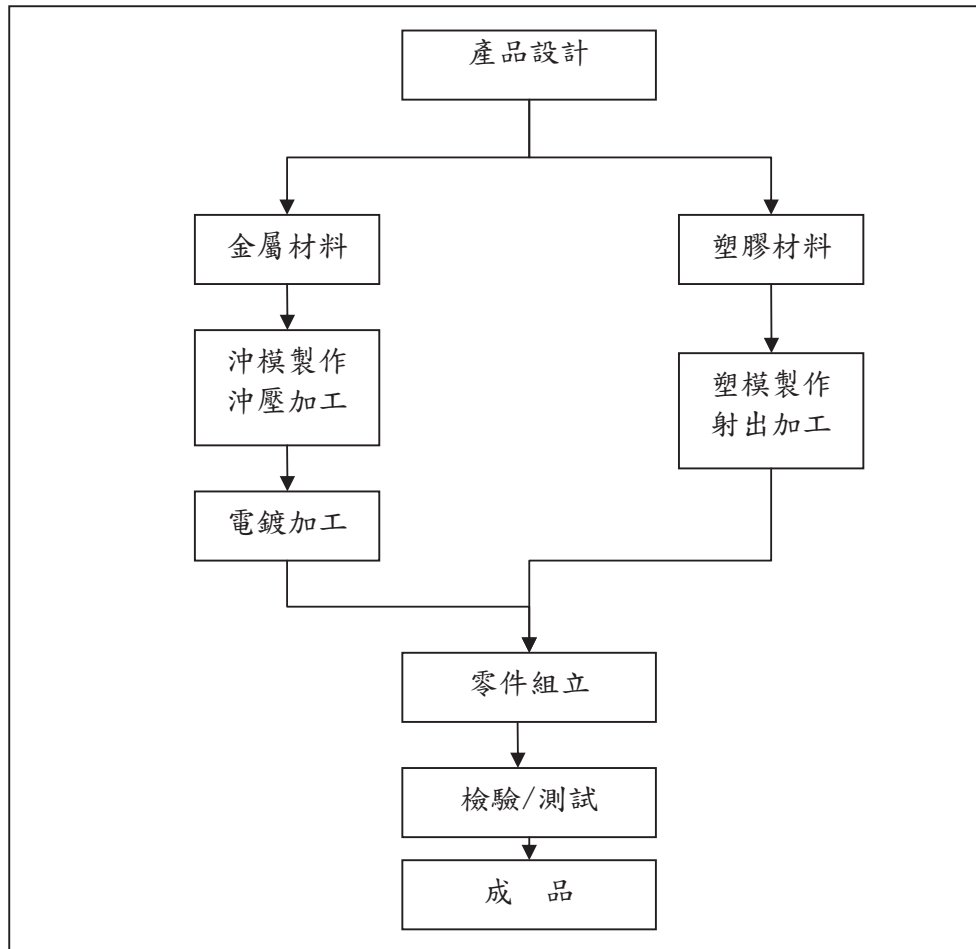 產品設計
金屬材料
塑膠材料
沖模製作
沖壓加工
塑模製作
射出加工
電鍍加工
零件組立
檢驗/測試
成　品